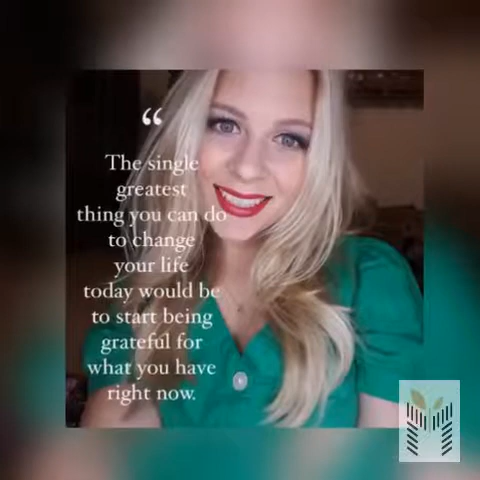 “
The single
greatest
thing you can do
to change
your life
today would be
to start being
grateful for
what you have
right now.